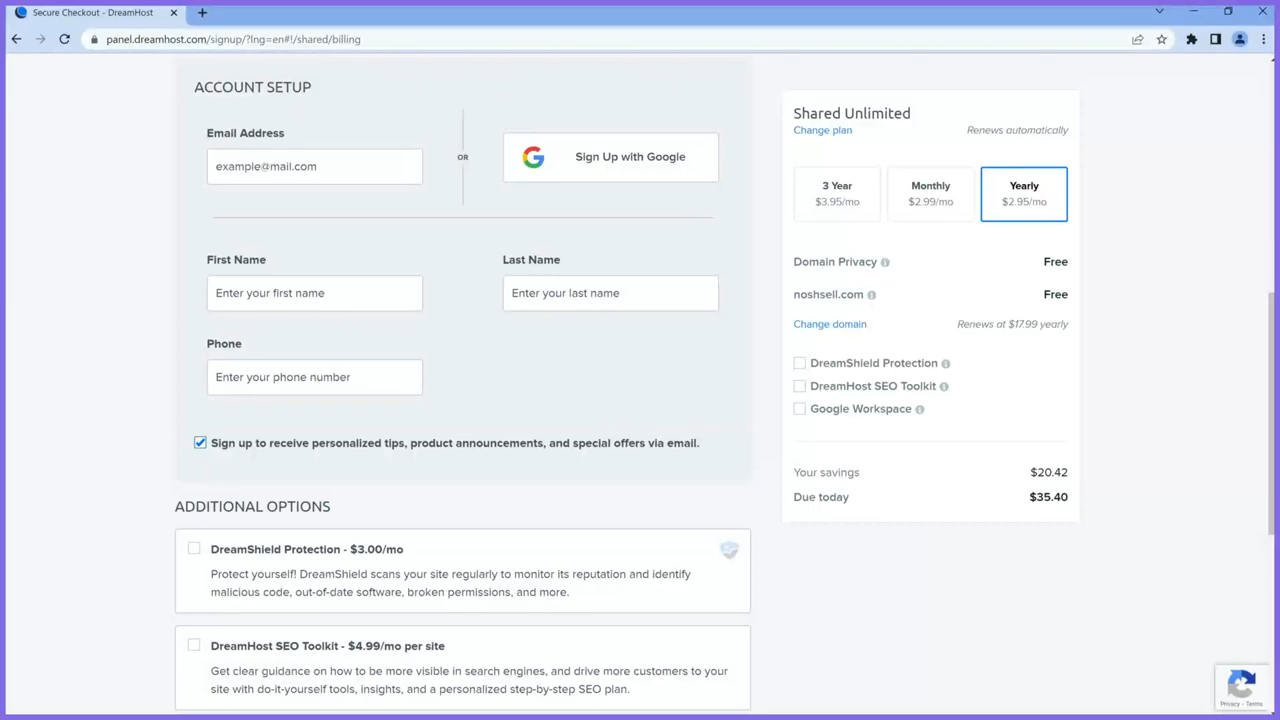 Secure Checkout - DreamHost
panel.dreamhost.com/signup/?lng=en#!/shared/billing
ACCOUNT SETUP
Email Address
example@mail.com
OR
Sign Up with Google
First Name
Enter your first name
Last Name
Enter your last name
Phone
Enter your phone number
Sign up to receive personalized tips, product announcements, and special offers via email.
ADDITIONAL OPTIONS
DreamShield Protection - $3.00/mo
Protect yourself! DreamShield scans your site regularly to monitor its reputation and identify
malicious code, out-of-date software, broken permissions, and more.
DreamHost SEO Toolkit - $4.99/mo per site
Get clear guidance on how to be more visible in search engines, and drive more customers to your
site with do-it-yourself tools, insights, and a personalized step-by-step SEO plan.
Shared Unlimited
Change plan
Renews automatically
3 Year
$3.95/mo
Monthly
$2.99/mo
Yearly
$2.95/mo
Domain Privacy
Free
noshsell.com
Free
Change domain
Renews at $17.99 yearly
DreamShield Protection
DreamHost SEO Toolkit
Google Workspace
Your savings
$20.42
Due today
$35.40
Privacy - Terms